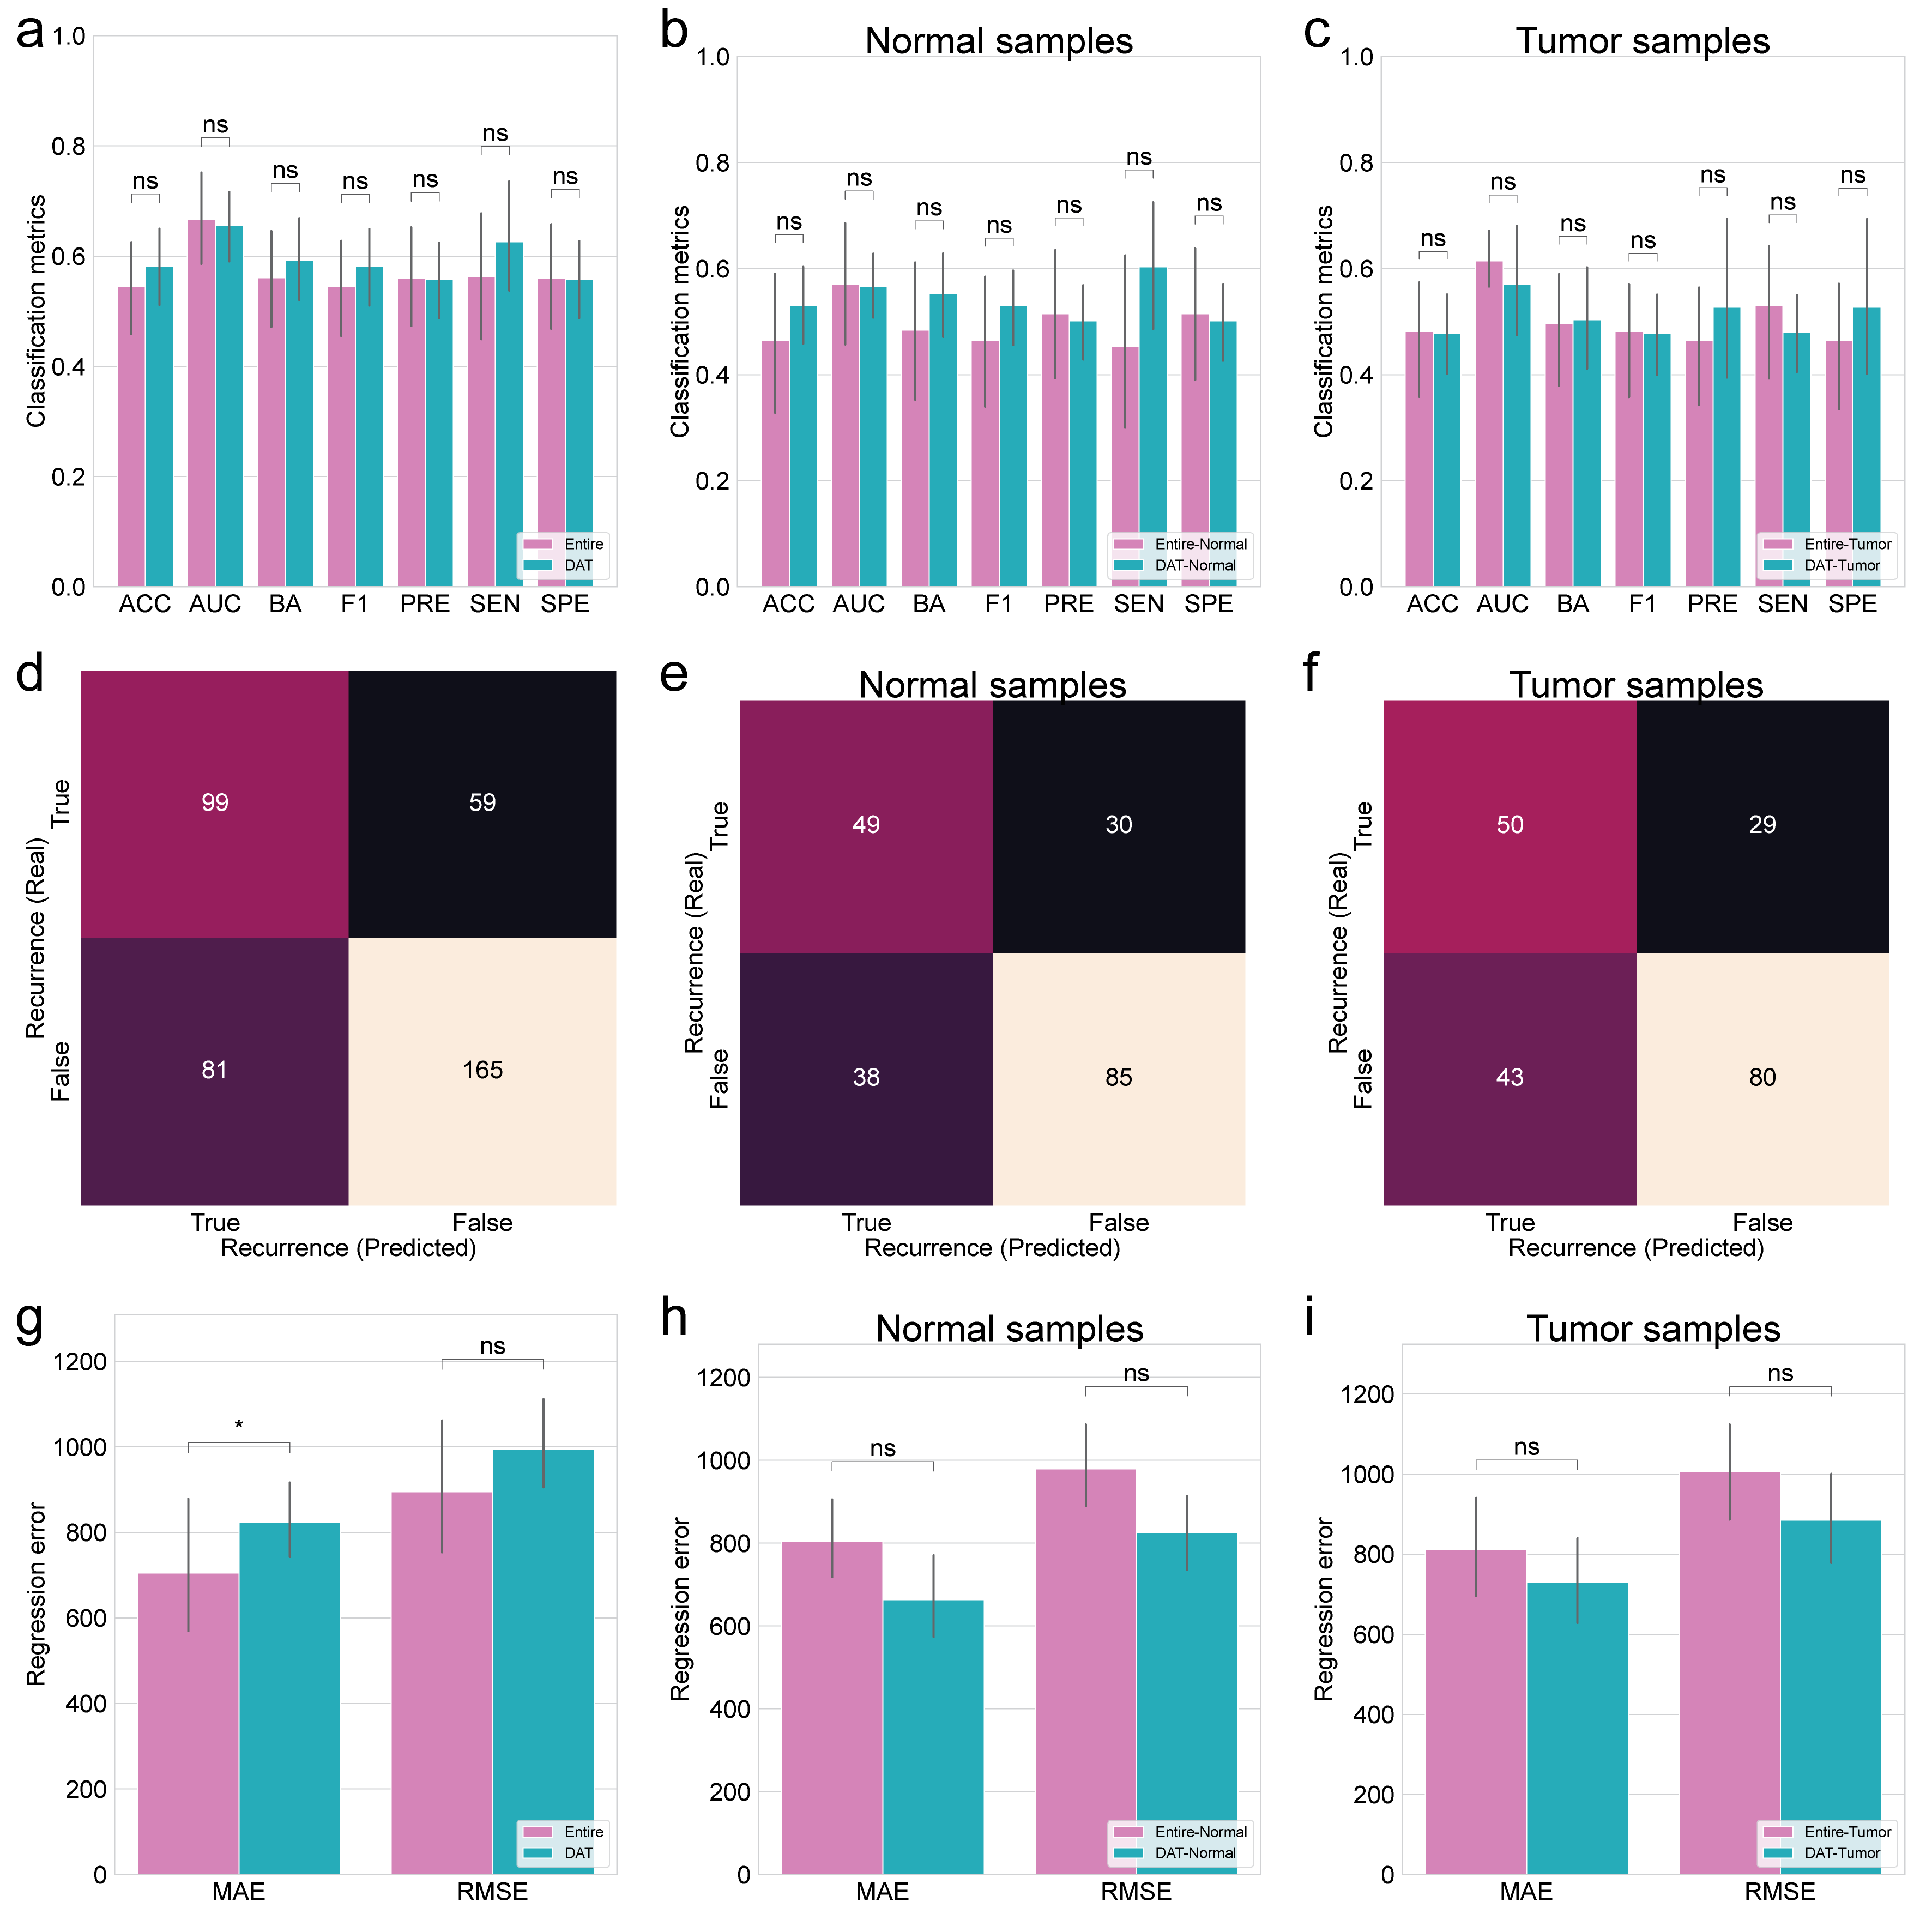 a
1.0
0.8
0.6
0.4
0.2
0.0
Classification metrics
ns
ns
ns
ns
ns
ns
ns
Entire
DAT
ACC AUC BA F1 PRE SEN SPE
b
Normal samples
1.0
0.8
0.6
0.4
0.2
0.0
Classification metrics
ns
ns
ns
ns
ns
ns
ns
Entire-Normal
DAT-Normal
ACC AUC BA F1 PRE SEN SPE
c
Tumor samples
1.0
0.8
0.6
0.4
0.2
0.0
Classification metrics
ns
ns
ns
ns
ns
ns
ns
Entire-Tumor
DAT-Tumor
ACC AUC BA F1 PRE SEN SPE
d
Recurrence (Real)
True
False
99 59
81 165
True False
Recurrence (Predicted)
e
Normal samples
Recurrence (Real)
True
False
49 30
38 85
True False
Recurrence (Predicted)
f
Tumor samples
Recurrence (Real)
True
False
50 29
43 80
True False
Recurrence (Predicted)
g
1200
1000
800
600
400
200
0
Regression error
*
ns
Entire
DAT
MAE RMSE
h
Normal samples
1200
1000
800
600
400
200
0
Regression error
ns
ns
Entire-Normal
DAT-Normal
MAE RMSE
i
Tumor samples
1200
1000
800
600
400
200
0
Regression error
ns
ns
Entire-Tumor
DAT-Tumor
MAE RMSE